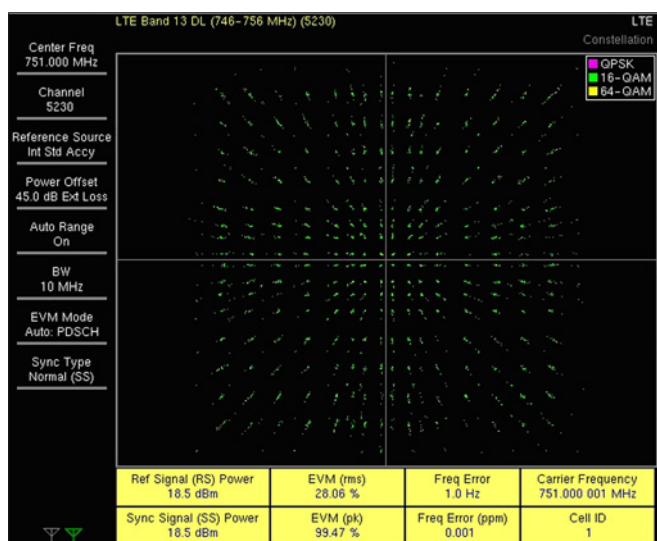 LTE Band 13 DL (746-756 MHz) (5230)
LTE
Constellation
Center Freq
751.000 MHz
Channel
5230
Reference Source
Int Std Accy
Power Offset
45.0 dB Ext Loss
Auto Range
On
BW
10 MHz
EVM Mode
Auto: PDSCH
Sync Type
Normal (SS)
QPSK
16-QAM
64-QAM
Ref Signal (RS) Power
18.5 dBm
EVM (rms)
28.06 %
Freq Error
1.0 Hz
Carrier Frequency
751.000 001 MHz
Sync Signal (SS) Power
18.5 dBm
EVM (pk)
99.47 %
Freq Error (ppm)
0.001
Cell ID
1